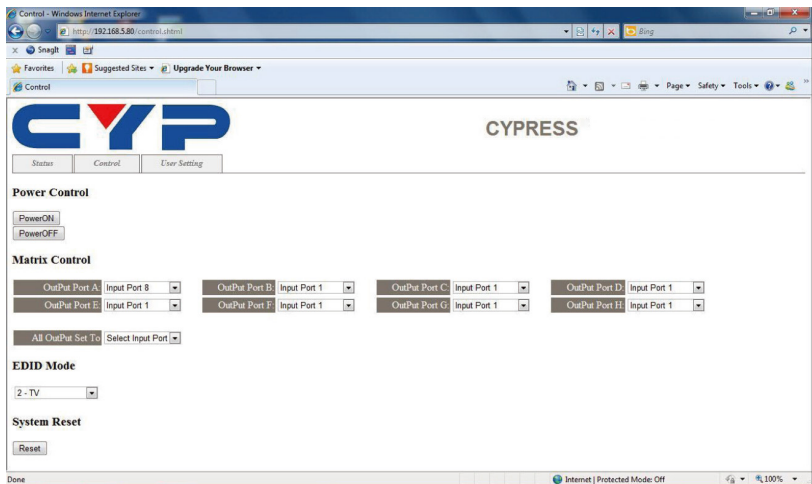 Control - Windows Internet Explorer
http://192.168.5.80/control.shtml
Bing
x SnagIt
Favorites Suggested Sites Upgrade Your Browser
Control Page Safety Tools
CYP CYPRESS
Status Control User Setting
Power Control
PowerON
PowerOFF
Matrix Control
OutPut Port A: Input Port 8 OutPut Port B: Input Port 1 OutPut Port C: Input Port 1 OutPut Port D: Input Port 1
OutPut Port E: Input Port 1 OutPut Port F: Input Port 1 OutPut Port G: Input Port 1 OutPut Port H: Input Port 1
All OutPut Set To Select Input Port
EDID Mode
2 - TV
System Reset
Reset
Done Internet | Protected Mode: Off 100%